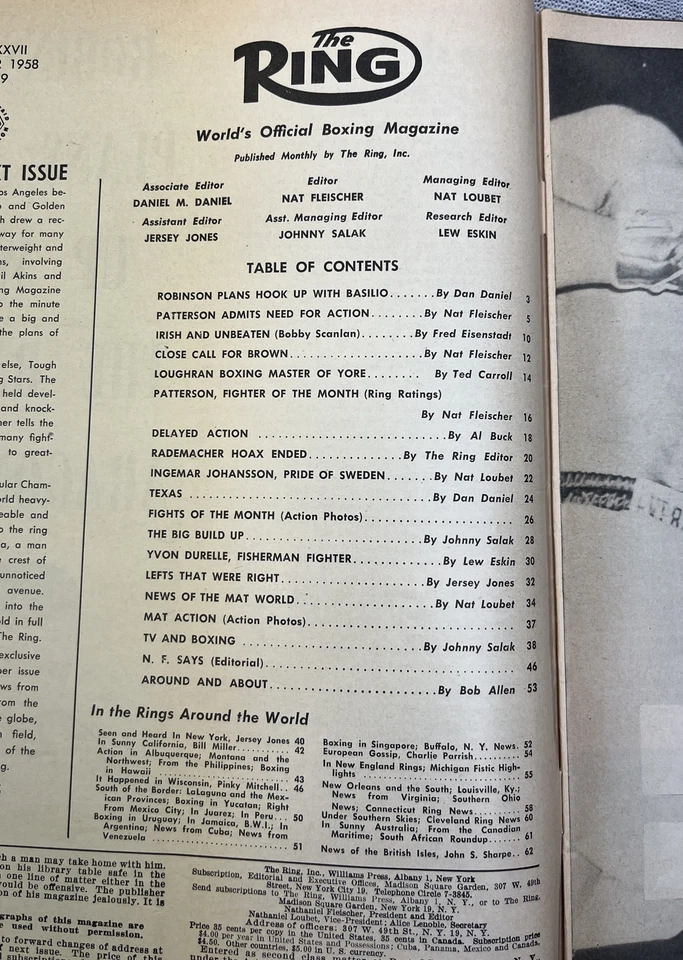 XXVII
1958
9
T ISSUE
os Angeles be-
and Golden
h drew a rec-
way for many
terweight and
ns, involving
il Akins and
ng Magazine
o the minute
e a big and
the plans of
else, Tough
g Stars. The
held devel-
and knock-
er tells the
many fight-
to great-
ular Cham-
orld heavy-
eable and
o the ring
a, a man
crest of
unnoticed
avenue.
into the
ld in full
The Ring.
exclusive
er issue
ws from
rom the
globe,
field,
of the
g.
The
RING
World's Official Boxing Magazine
Published Monthly by The Ring, Inc.
Associate Editor
DANIEL M. DANIEL
Editor
NAT FLEISCHER
Managing Editor
NAT LOUBET
Assistant Editor
JERSEY JONES
Asst. Managing Editor
JOHNNY SALAK
Research Editor
LEW ESKIN
TABLE OF CONTENTS
ROBINSON PLANS HOOK UP WITH BASILIO.......By Dan Daniel 3
PATTERSON ADMITS NEED FOR ACTION........By Nat Fleischer 5
IRISH AND UNBEATEN (Bobby Scanlan)........By Fred Eisenstadt 10
CLOSE CALL FOR BROWN....................By Nat Fleischer 12
LOUGHRAN BOXING MASTER OF YORE........By Ted Carroll 14
PATTERSON, FIGHTER OF THE MONTH (Ring Ratings)
By Nat Fleischer 16
DELAYED ACTION ............................By Al Buck 18
RADEMACHER HOAX ENDED..............By The Ring Editor 20
INGEMAR JOHANSSON, PRIDE OF SWEDEN.......By Nat Loubet 22
TEXAS ....................................By Dan Daniel 24
FIGHTS OF THE MONTH (Action Photos)...................... 26
THE BIG BUILD UP..........................By Johnny Salak 28
YVON DURELLE, FISHERMAN FIGHTER.............By Lew Eskin 30
LEFTS THAT WERE RIGHT.....................By Jersey Jones 32
NEWS OF THE MAT WORLD....................By Nat Loubet 34
MAT ACTION (Action Photos)............................... 37
TV AND BOXING ..........................By Johnny Salak 38
N. F. SAYS (Editorial)..................................... 46
AROUND AND ABOUT........................By Bob Allen 53
In the Rings Around the World
Seen and Heard In New York, Jersey Jones 40
In Sunny California, Bill Miller........... 42
Action in Albuquerque; Montana and the
Northwest; From the Philippines; Boxing
in Hawaii ........................... 43
It Happened in Wisconsin, Pinky Mitchell.. 46
South of the Border: LaLaguna and the Mex-
ican Provinces; Boxing in Yucatan; Right
From Mexico City; In Juarez, In Peru..... 50
Boxing in Uruguay; In Jamaica, B.W.I.; In
Argentina; News from Cuba; News from
Venezuela ........................... 51
Boxing in Singapore; Buffalo, N. Y. News. 52
European Gossip, Charlie Parrish.......... 54
In New England Rings; Michigan Fistic High-
lights ............................... 55
New Orleans and the South; Louisville, Ky.;
News from Virginia; Southern Ohio
News; Connecticut Ring News........... 58
Under Southern Skies; Cleveland Ring News 60
In Sunny Australia; From the Canadian
Maritime; South African Roundup....... 61
News of the British Isles, John S. Sharpe.. 62
ch a man may take home with him.
on his library table safe in the
one line of matter either in the
would be offensive. The publisher
on of his magazine jealously. It is
graphs of this magazine are
used without permission.
to forward changes of address at
f next issue. The price of this
The Ring, Inc., Williams Press, Albany 1, New York
Subscription, Editorial and Executive Offices, Madison Square Garden, 307 W. 49th
Street, New York City 19. Telephone Circle 7-3845.
Send subscriptions to The Ring, Williams Press, Albany 1, N. Y., or to The Ring,
Madison Square Garden, New York 19, N. Y.
Nathaniel Fleischer, President and Editor
Nathaniel Loubet, Vice-President; Alice Lenoble, Secretary
Address of officers: 307 W. 49th St., N. Y. 19, N. Y.
Price 35 cents per copy in the United States, 35 cents in Canada. Subscription price
$4.00 per year in United States and Possessions; Cuba, Panama, Mexico and Canada,
$4.50. Other countries, $5.00 in U. S. currency.
Entered as second class matter